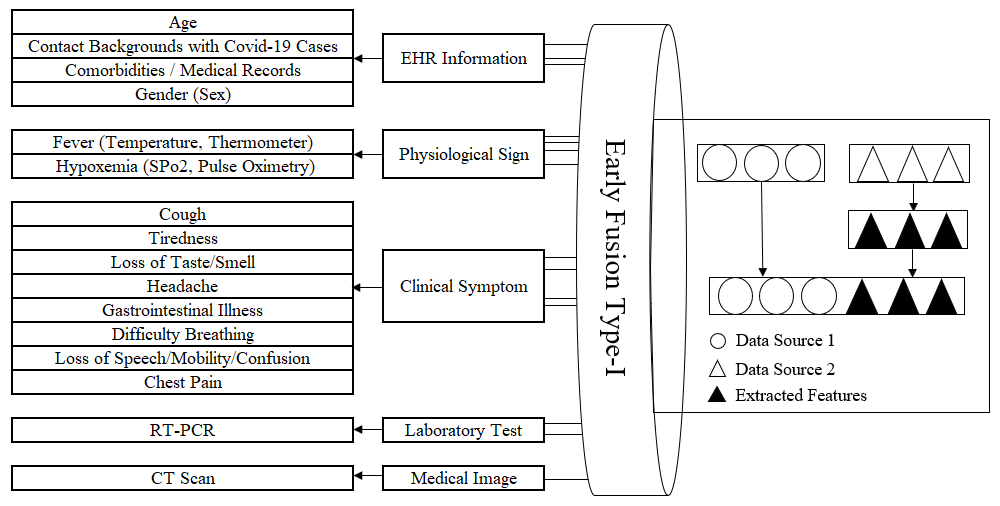 Age
Contact Backgrounds with Covid-19 Cases
Comorbidities / Medical Records
Gender (Sex)
EHR Information
Fever (Temperature, Thermometer)
Hypoxemia (SPo2, Pulse Oximetry)
Physiological Sign
Cough
Tiredness
Loss of Taste/Smell
Headache
Gastrointestinal Illness
Difficulty Breathing
Loss of Speech/Mobility/Confusion
Chest Pain
Clinical Symptom
RT-PCR
Laboratory Test
CT Scan
Medical Image
Early Fusion Type-I
Data Source 1
Data Source 2
Extracted Features